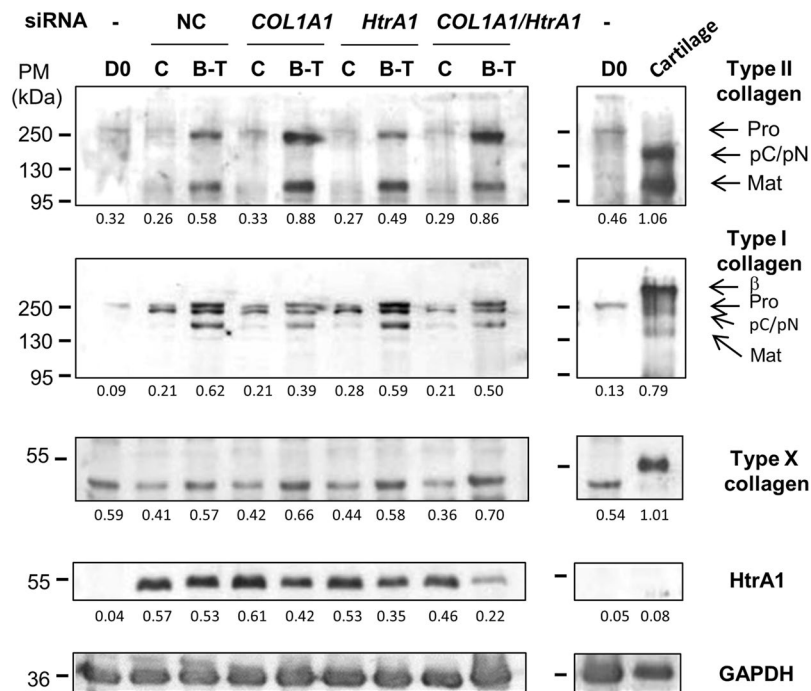 siRNA - NC COL1A1 HtrA1 COL1A1/HtrA1 -
PM (kDa) D0 C B-T C B-T C B-T C B-T D0 Cartilage
Type II collagen
250
130
95
Pro
pC/pN
Mat
0.32 0.26 0.58 0.33 0.88 0.27 0.49 0.29 0.86 0.46 1.06
Type I collagen
250
130
95
β
Pro
pC/pN
Mat
0.09 0.21 0.62 0.21 0.39 0.28 0.59 0.21 0.50 0.13 0.79
55
Type X collagen
0.59 0.41 0.57 0.42 0.66 0.44 0.58 0.36 0.70 0.54 1.01
55
HtrA1
0.04 0.57 0.53 0.61 0.42 0.53 0.35 0.46 0.22 0.05 0.08
36
GAPDH